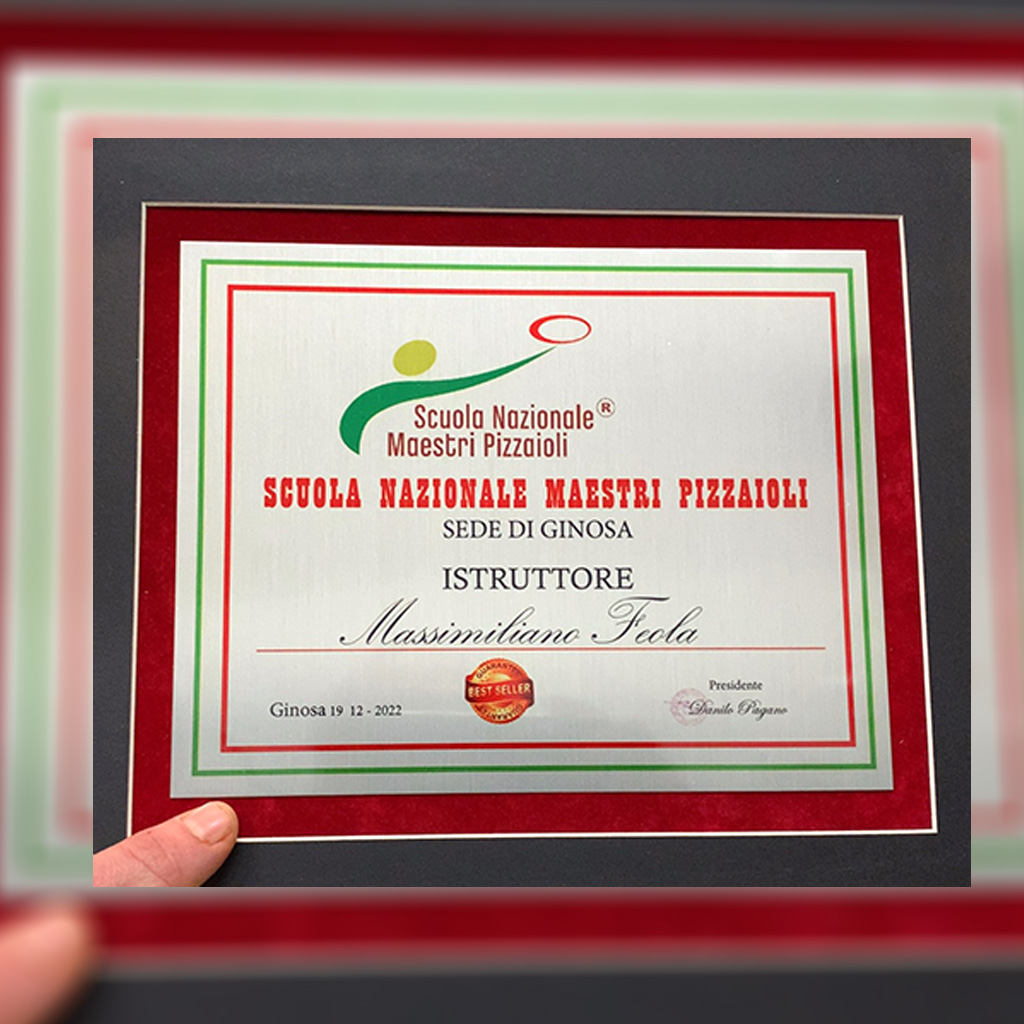 Scuola Nazionale®
Maestri Pizzaioli
SCUOLA NAZIONALE MAESTRI PIZZAIOLI
SEDE DI GINOSA
ISTRUTTORE
Massimiliano Feola
GUARANTEE
BEST SELLER
Ginosa 19 12 - 2022
Presidente
Danilo Pagano